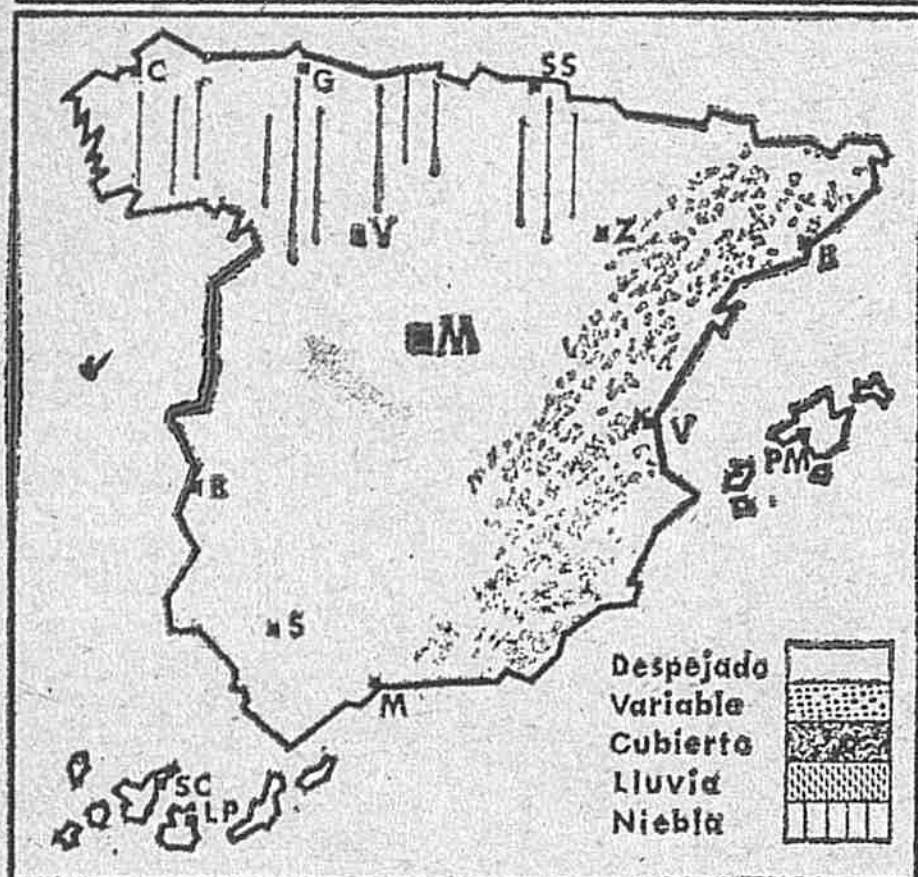 C
G
SS
V
Z
B
M
V
PM
B
S
M
SC
LP
Despejado
Variable
Cubierto
Lluvia
Niebla